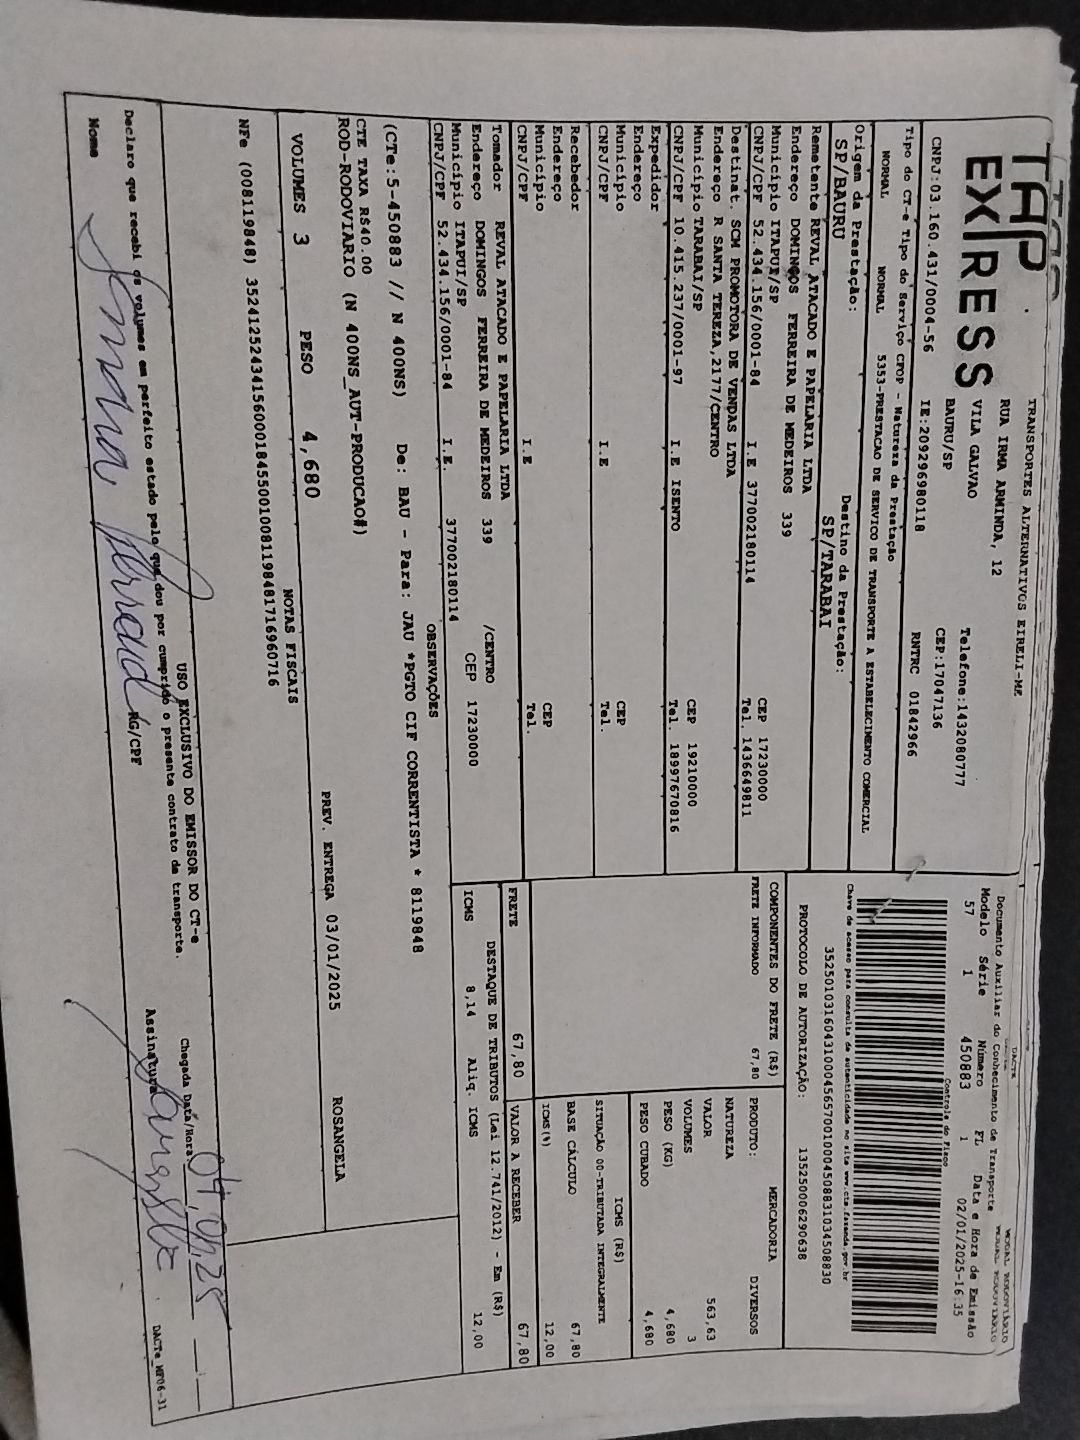 TAP
EXPRESS
TRANSPORTES ALTERNATIVOS EIRELI-ME
RUA IRMA ARMINDA, 12
VILA GALVAO
BAURU/SP
Telefone:1432080777
CEP:17047136
CNPJ:03.160.431/0004-56
IE:209296980118
RNTRC 01842966
Tipo do CT-e Tipo do Serviço CFOP - Natureza da Prestação
NORMAL NORMAL 5353-PRESTACAO DE SERVICO DE TRANSPORTE A ESTABELECIMENTO COMERCIAL
Origem da Prestação: Destino da Prestação:
SP/BAURU SP/TARABAI
Remetente REVAL ATACADO E PAPELARIA LTDA
Endereço DOMINGOS FERREIRA DE MEDEIROS 339
Município ITAPUI/SP CEP 17230000
CNPJ/CPF 52.434.156/0001-84 I.E 377002180114 Tel. 1436649811
Destinat. SCM PROMOTORA DE VENDAS LTDA
Endereço R SANTA TEREZA,2177/CENTRO
Município TARABAI/SP CEP 19210000
CNPJ/CPF 10.415.237/0001-97 I.E ISENTO Tel. 18997670816
Expedidor
Endereço
Município CEP
CNPJ/CPF I.E Tel.
Recebedor
Endereço
Município CEP
CNPJ/CPF I.E Tel.
Tomador REVAL ATACADO E PAPELARIA LTDA
Endereço DOMINGOS FERREIRA DE MEDEIROS 339 /CENTRO
Município ITAPUI/SP CEP 17230000
CNPJ/CPF 52.434.156/0001-84 I.E. 377002180114
MODAL RODOVIÁRIO
DACTE
Documento Auxiliar do Conhecimento de Transporte
Modelo Série Número FL Data e Hora de Emissão
57 1 450883 1 02/01/2025-16:35
Controle do Fisco
Chave de acesso para consulta de autenticidade no site www.cte.fazenda.gov.br
35250103160431000456570010004508831034508830
PROTOCOLO DE AUTORIZAÇÃO: 135250006290638
COMPONENTES DO FRETE (R$)
FRETE INFORMADO 67,80
FRETE 67,80
MERCADORIA
PRODUTO: DIVERSOS
NATUREZA
VALOR 563,63
VOLUMES 3
PESO (KG) 4,680
PESO CUBADO 4,680
ICMS (R$)
SITUAÇÃO 00-TRIBUTADA INTEGRALMENTE
BASE CÁLCULO 67,80
ICMS(%) 12,00
VALOR A RECEBER 67,80
DESTAQUE DE TRIBUTOS (Lei 12.741/2012) - Em (R$)
ICMS 8,14 Aliq. ICMS 12,00
OBSERVAÇÕES
(CTe:5-450883 // N 400NS) De: BAU - Para: JAU *PGTO CIF CORRENTISTA * 8119848
CTE TAXA R$40.00
ROD-RODOVIARIO (N 400NS_AUT-PRODUCAO#)
PREV. ENTREGA 03/01/2025 ROSANGELA
VOLUMES 3 PESO 4,680
NOTAS FISCAIS
NFe (008119848) 35241252434156000184550010081198481716960716
USO EXCLUSIVO DO EMISSOR DO CT-e
Declaro que recebi os volumes em perfeito estado pelo que dou por cumprido o presente contrato de transporte.
Chegada Data/Hora
Nome RG/CPF Assinatura
DACTe_MP06-31